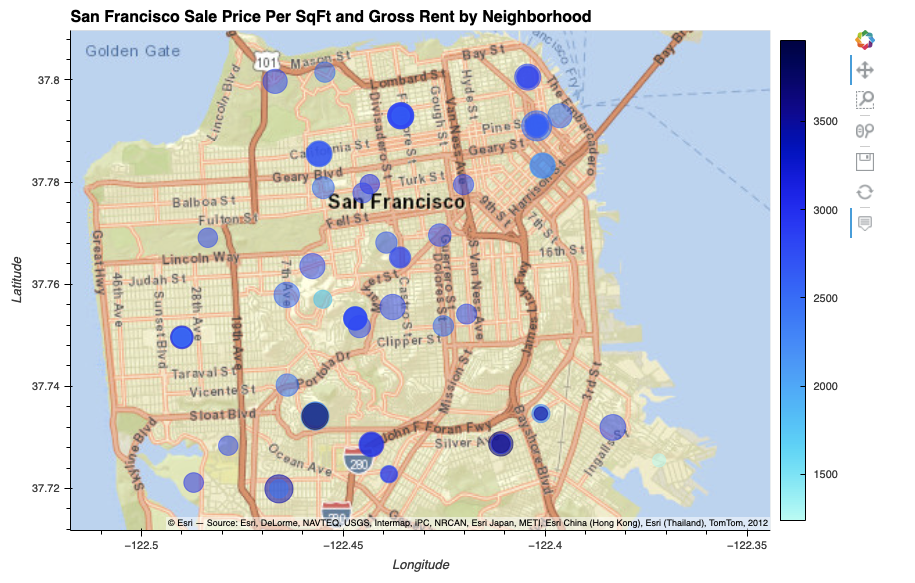 San Francisco Sale Price Per SqFt and Gross Rent by Neighborhood
Golden Gate
101
Mason St
Bay St
Bay Br
Lincoln Blvd
Lombard St
Hyde St
The Embarcadero
Divisadero St
Gough St
Van Ness Ave
Pine S
California St
Geary St
Geary Blvd
Turk St
Harrison St
Balboa St
San Francisco
9th St
Fulton St
Fell St
7th St
Great Hwy
Lincoln Way
16th St
Judah St
46th Ave
Sunset Blvd
28th Ave
19th Ave
7th Ave
Castro St
Dolores St
Guerrero St
S Van Ness Ave
James Lick Fwy
Clipper St
Taraval St
Portola Dr
Mission St
3rd St
Vicente St
Sloat Blvd
John F Foran Fwy
Silver Av
Bayshore Blvd
Ingalls St
Skyline Blvd
Ocean Ave
280
280
© Esri — Source: Esri, DeLorme, NAVTEQ, USGS, Intermap, iPC, NRCAN, Esri Japan, METI, Esri China (Hong Kong), Esri (Thailand), TomTom, 2012
37.8
37.78
37.76
37.74
37.72
Latitude
−122.5
−122.45
−122.4
−122.35
Longitude
3500
3000
2500
2000
1500